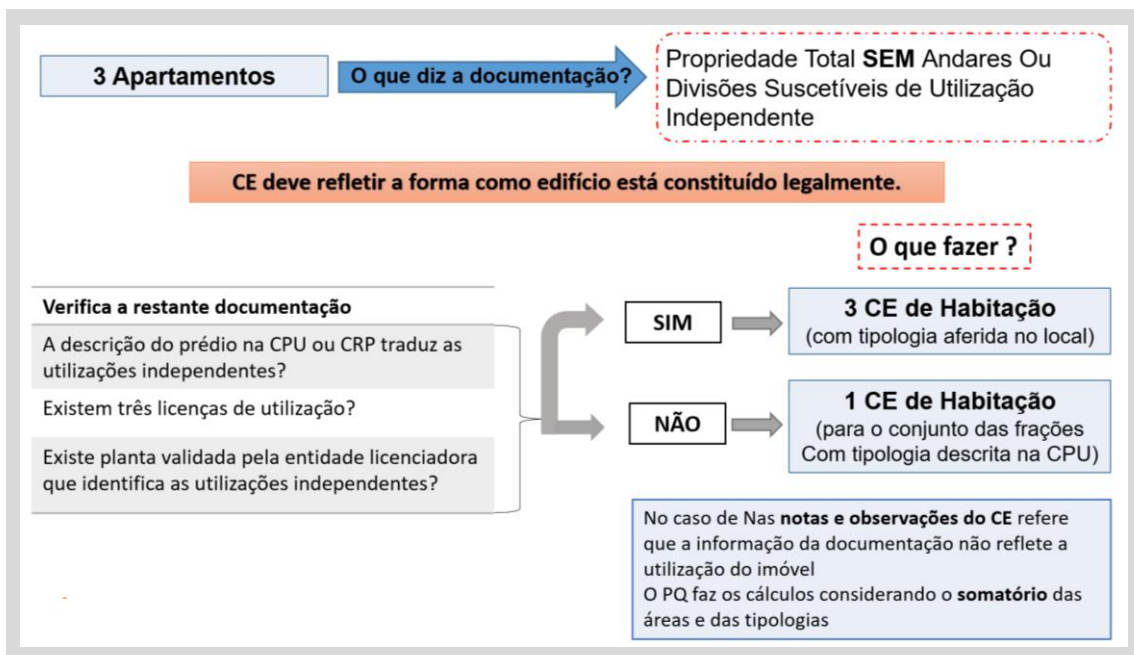 3 Apartamentos
O que diz a documentação?
Propriedade Total SEM Andares Ou
Divisões Suscetíveis de Utilização
Independente
CE deve refletir a forma como edifício está constituído legalmente.
O que fazer ?
Verifica a restante documentação
A descrição do prédio na CPU ou CRP traduz as
utilizações independentes?
Existem três licenças de utilização?
Existe planta validada pela entidade licenciadora
que identifica as utilizações independentes?
SIM
3 CE de Habitação
(com tipologia aferida no local)
NÃO
1 CE de Habitação
(para o conjunto das frações
Com tipologia descrita na CPU)
No caso de Nas notas e observações do CE refere
que a informação da documentação não reflete a
utilização do imóvel
O PQ faz os cálculos considerando o somatório das
áreas e das tipologias